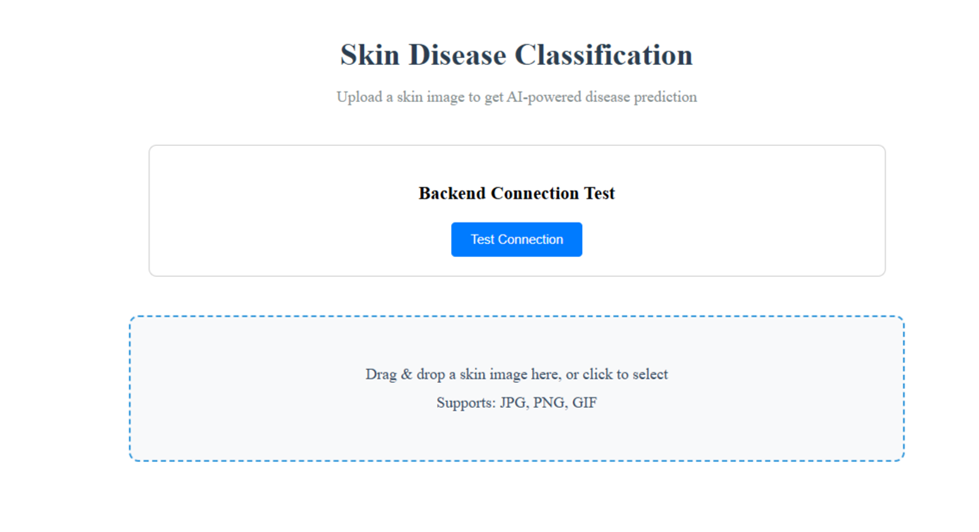 Skin Disease Classification
Upload a skin image to get AI-powered disease prediction
Backend Connection Test
Test Connection
Drag & drop a skin image here, or click to select
Supports: JPG, PNG, GIF